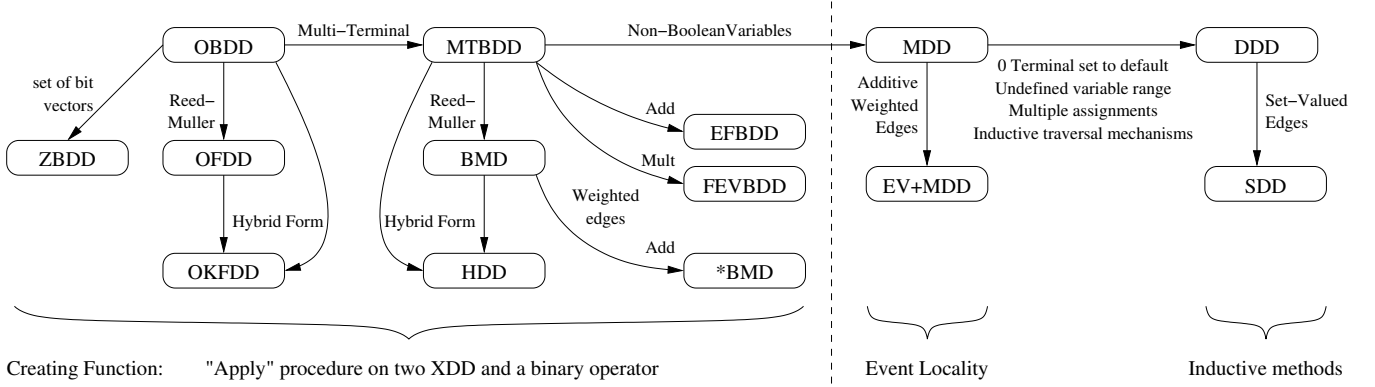 OBDD
Multi-Terminal
MTBDD
Non-BooleanVariables
MDD
DDD
set of bit
vectors
Reed-
Muller
Reed-
Muller
Add
Additive
Weighted
Edges
0 Terminal set to default
Undefined variable range
Multiple assignments
Inductive traversal mechanisms
Set-Valued
Edges
EFBDD
ZBDD
OFDD
BMD
Mult
FEVBDD
EV+MDD
SDD
Hybrid Form
Hybrid Form
Weighted
edges
Add
OKFDD
HDD
*BMD
Creating Function:
"Apply" procedure on two XDD and a binary operator
Event Locality
Inductive methods